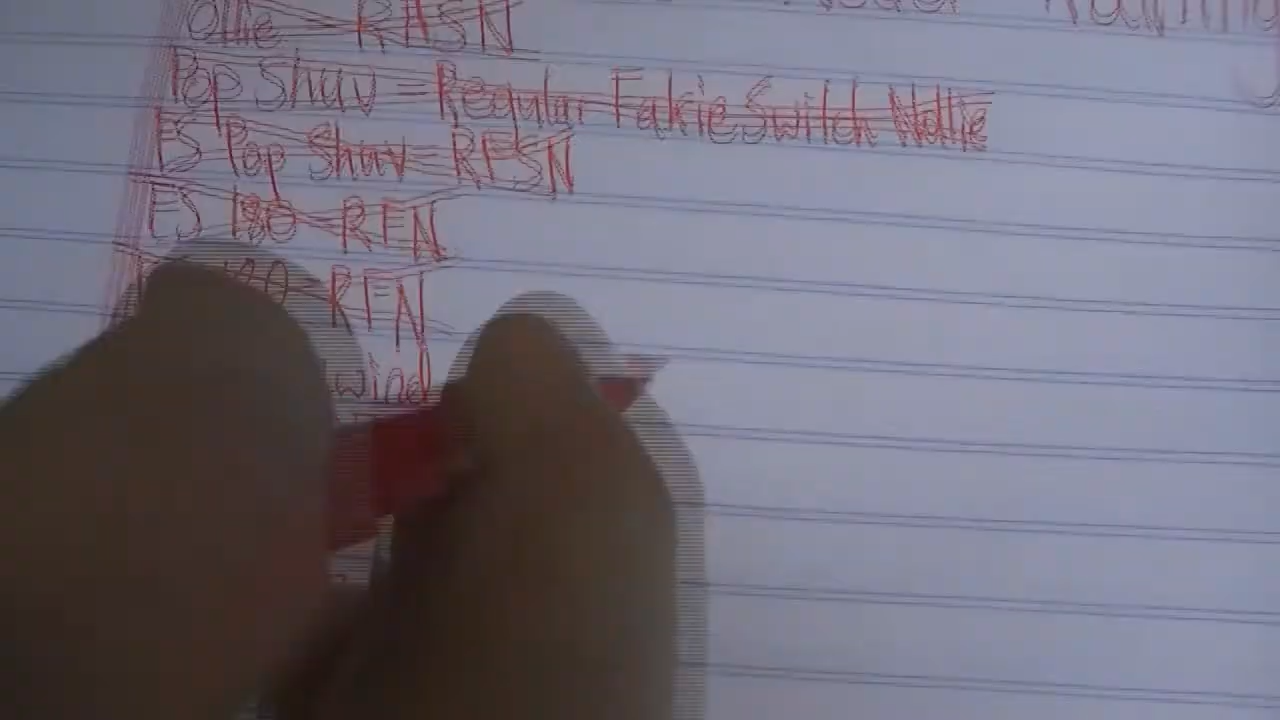 Ollie - RFSN
Pop Shuv = Regular Fakie Switch Nollie
FS Pop Shuv = RFSN
FS 180 - RFN
180 - RFN
wind